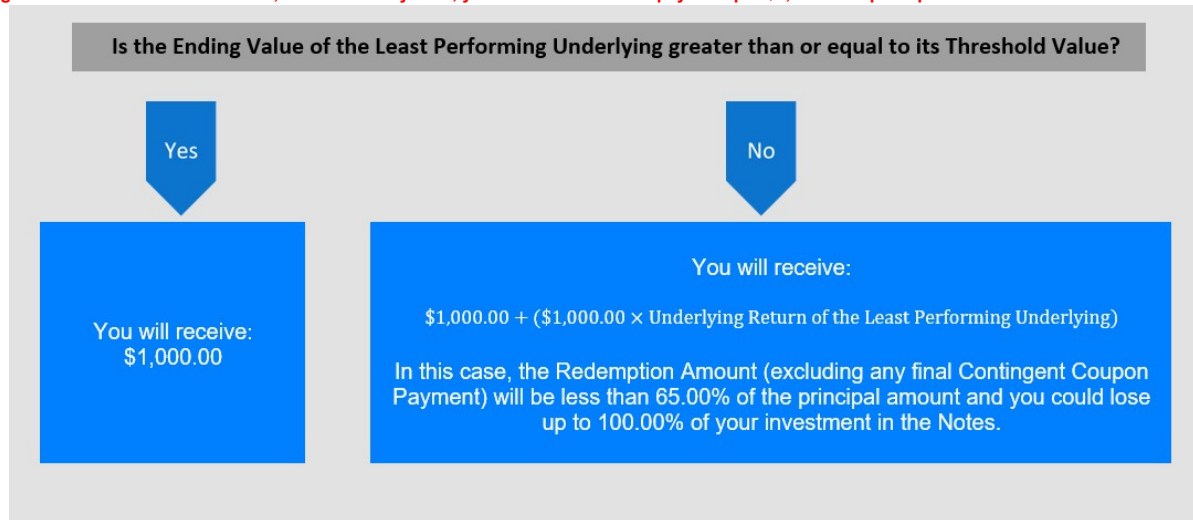 Is the Ending Value of the Least Performing Underlying greater than or equal to its Threshold Value?
Yes
No
You will receive:
$1,000.00
You will receive:
$1,000.00 + ($1,000.00 × Underlying Return of the Least Performing Underlying)
In this case, the Redemption Amount (excluding any final Contingent Coupon
Payment) will be less than 65.00% of the principal amount and you could lose
up to 100.00% of your investment in the Notes.